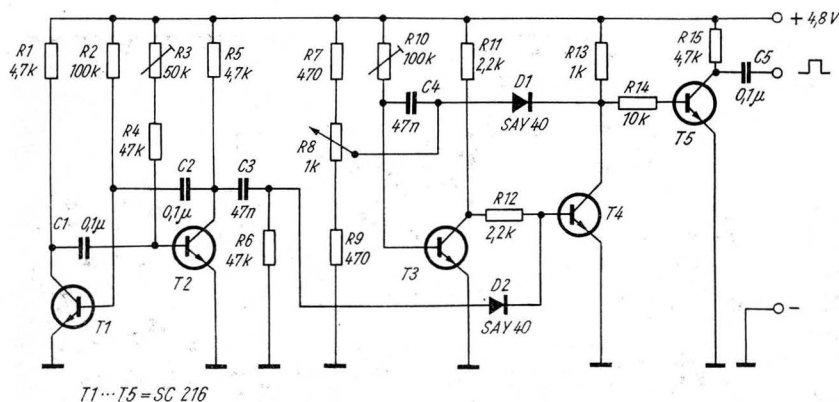 + 4,8V
R1
4,7k
R2
100k
R3
50k
R5
4,7k
R7
470
R10
100k
R11
2,2k
R13
1k
R15
4,7k
C5
0,1µ
C4
47n
D1
SAY 40
R14
10k
T5
R4
47k
R8
1k
C2
0,1µ
C3
47n
C1
0,1µ
R12
2,2k
T4
R6
47k
R9
470
T2
T3
D2
SAY 40
T1
–
T1···T5 = SC 216